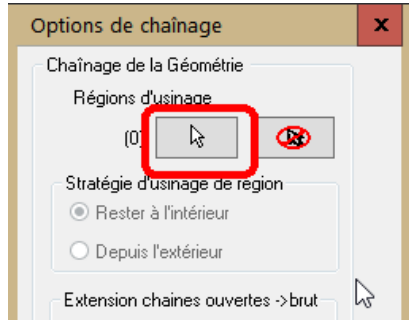 Options de chaînage x
Chaînage de la Géométrie
Régions d'usinage
(0)
Stratégie d'usinage de région
Rester à l'intérieur
Depuis l'extérieur
Extension chaines ouvertes ->brut